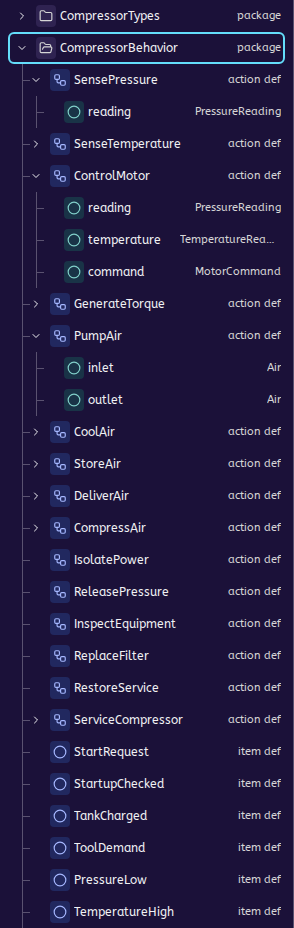 CompressorTypes package
CompressorBehavior package
SensePressure action def
reading PressureReading
SenseTemperature action def
ControlMotor action def
reading PressureReading
temperature TemperatureRea...
command MotorCommand
GenerateTorque action def
PumpAir action def
inlet Air
outlet Air
CoolAir action def
StoreAir action def
DeliverAir action def
CompressAir action def
IsolatePower action def
ReleasePressure action def
InspectEquipment action def
ReplaceFilter action def
RestoreService action def
ServiceCompressor action def
StartRequest item def
StartupChecked item def
TankCharged item def
ToolDemand item def
PressureLow item def
TemperatureHigh item def